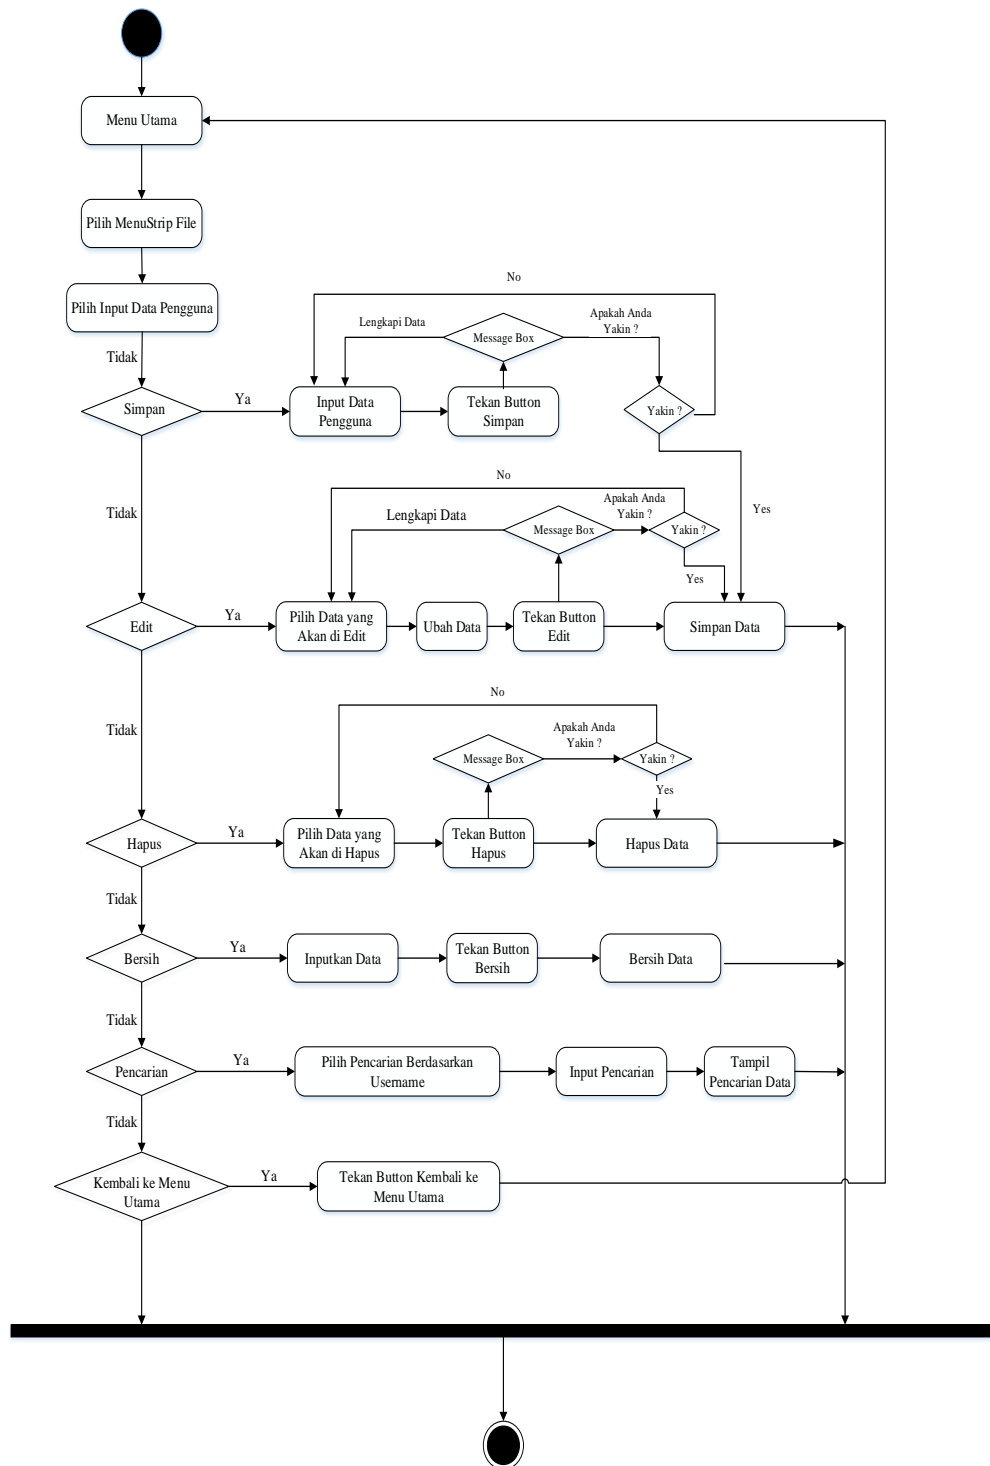 Menu Utama
Pilih MenuStrip File
Pilih Input Data Pengguna
No
Tidak
Lengkapi Data
Message Box
Apakah Anda
Yakin ?
Simpan
Ya
Input Data
Pengguna
Tekan Button
Simpan
Yakin ?
No
Tidak
Lengkapi Data
Message Box
Apakah Anda
Yakin ?
Yakin ?
Yes
Yes
Edit
Ya
Pilih Data yang
Akan di Edit
Ubah Data
Tekan Button
Edit
Simpan Data
No
Tidak
Message Box
Apakah Anda
Yakin ?
Yakin ?
Yes
Hapus
Ya
Pilih Data yang
Akan di Hapus
Tekan Button
Hapus
Hapus Data
Tidak
Bersih
Ya
Inputkan Data
Tekan Button
Bersih
Bersih Data
Tidak
Pencarian
Ya
Pilih Pencarian Berdasarkan
Username
Input Pencarian
Tampil
Pencarian Data
Tidak
Kembali ke Menu
Utama
Ya
Tekan Button Kembali ke
Menu Utama